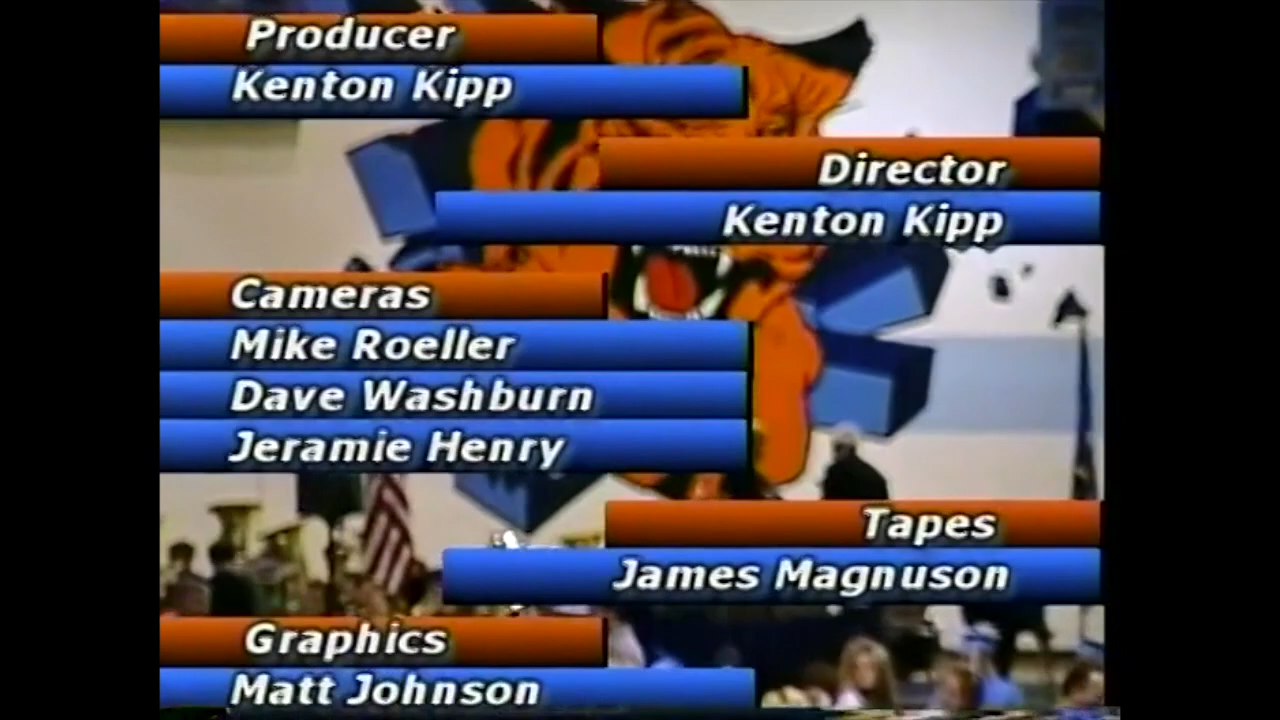 Producer
Kenton Kipp
Director
Kenton Kipp
Cameras
Mike Roeller
Dave Washburn
Jeramie Henry
Tapes
James Magnuson
Graphics
Matt Johnson